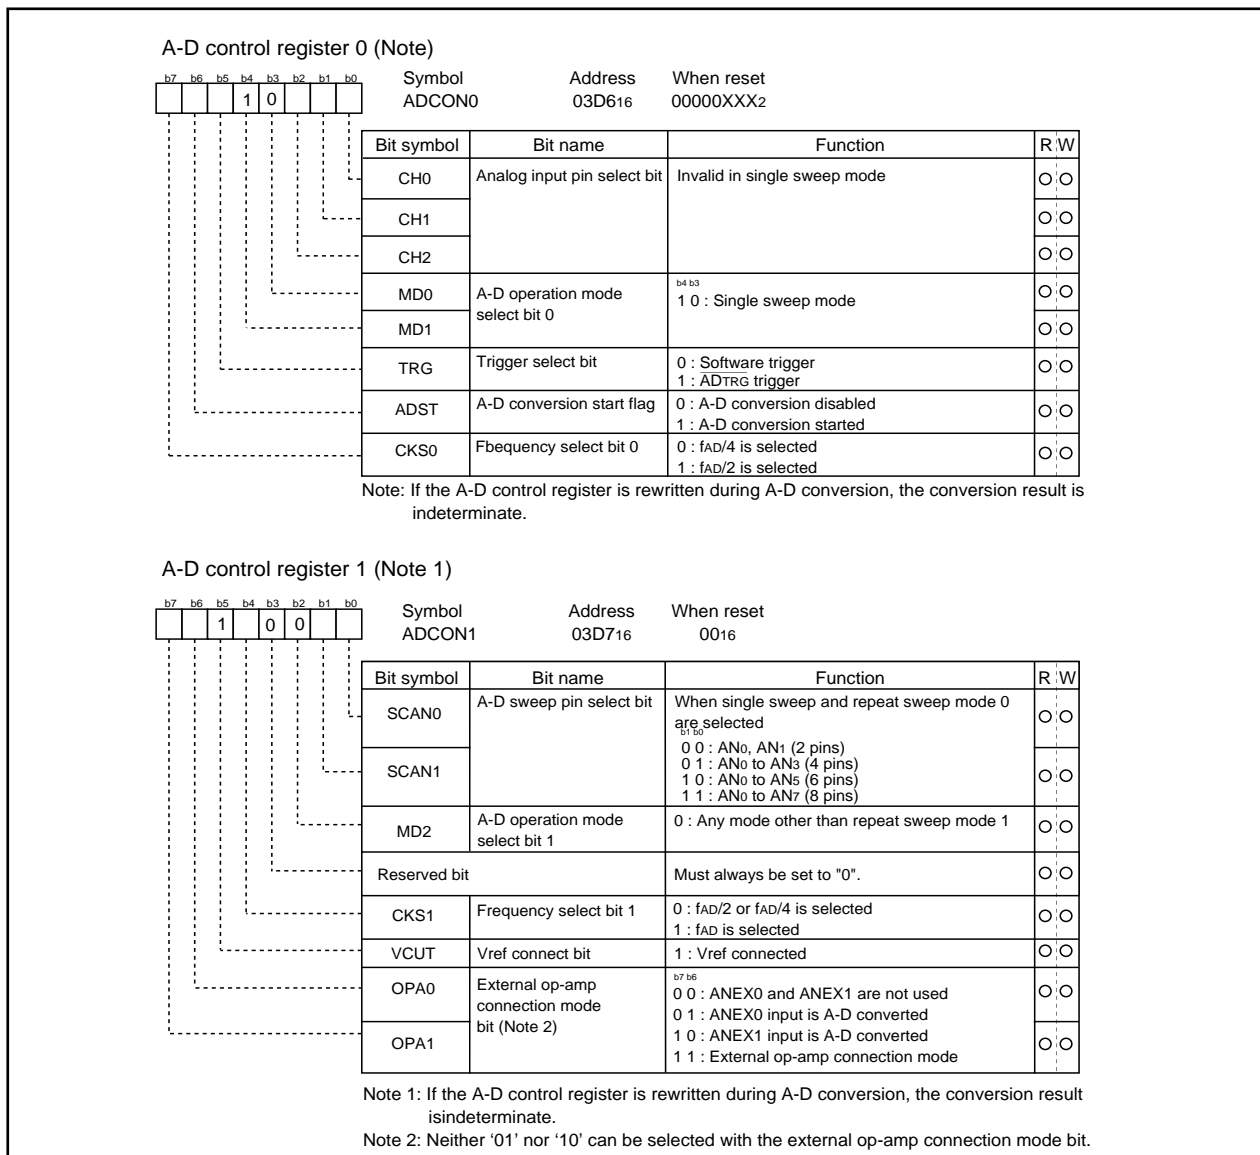 A-D control register 0 (Note)
b7 b6 b5 b4 b3 b2 b1 b0
Symbol Address When reset
1 0
ADCON0 03D616 00000XXX2
Bit symbol Bit name Function R W
CH0 Analog input pin select bit Invalid in single sweep mode
CH1
CH2
MD0 A-D operation mode select bit 0
b4 b3
1 0 : Single sweep mode
MD1
TRG Trigger select bit 0 : Software trigger
1 : ADTRG trigger
ADST A-D conversion start flag 0 : A-D conversion disabled
1 : A-D conversion started
CKS0 Fbequency select bit 0 0 : fAD/4 is selected
1 : fAD/2 is selected
Note: If the A-D control register is rewritten during A-D conversion, the conversion result is
indeterminate.
A-D control register 1 (Note 1)
b7 b6 b5 b4 b3 b2 b1 b0
Symbol Address When reset
1 0 0
ADCON1 03D716 0016
Bit symbol Bit name Function R W
SCAN0 A-D sweep pin select bit When single sweep and repeat sweep mode 0
are selected
b1 b0
0 0 : AN0, AN1 (2 pins)
0 1 : AN0 to AN3 (4 pins)
SCAN1
1 0 : AN0 to AN5 (6 pins)
1 1 : AN0 to AN7 (8 pins)
MD2 A-D operation mode
select bit 1
0 : Any mode other than repeat sweep mode 1
Reserved bit Must always be set to "0".
CKS1 Frequency select bit 1 0 : fAD/2 or fAD/4 is selected
1 : fAD is selected
VCUT Vref connect bit 1 : Vref connected
OPA0 External op-amp
connection mode
bit (Note 2)
b7 b6
0 0 : ANEX0 and ANEX1 are not used
0 1 : ANEX0 input is A-D converted
OPA1
1 0 : ANEX1 input is A-D converted
1 1 : External op-amp connection mode
Note 1: If the A-D control register is rewritten during A-D conversion, the conversion result
isindeterminate.
Note 2: Neither ‘01’ nor ‘10’ can be selected with the external op-amp connection mode bit.